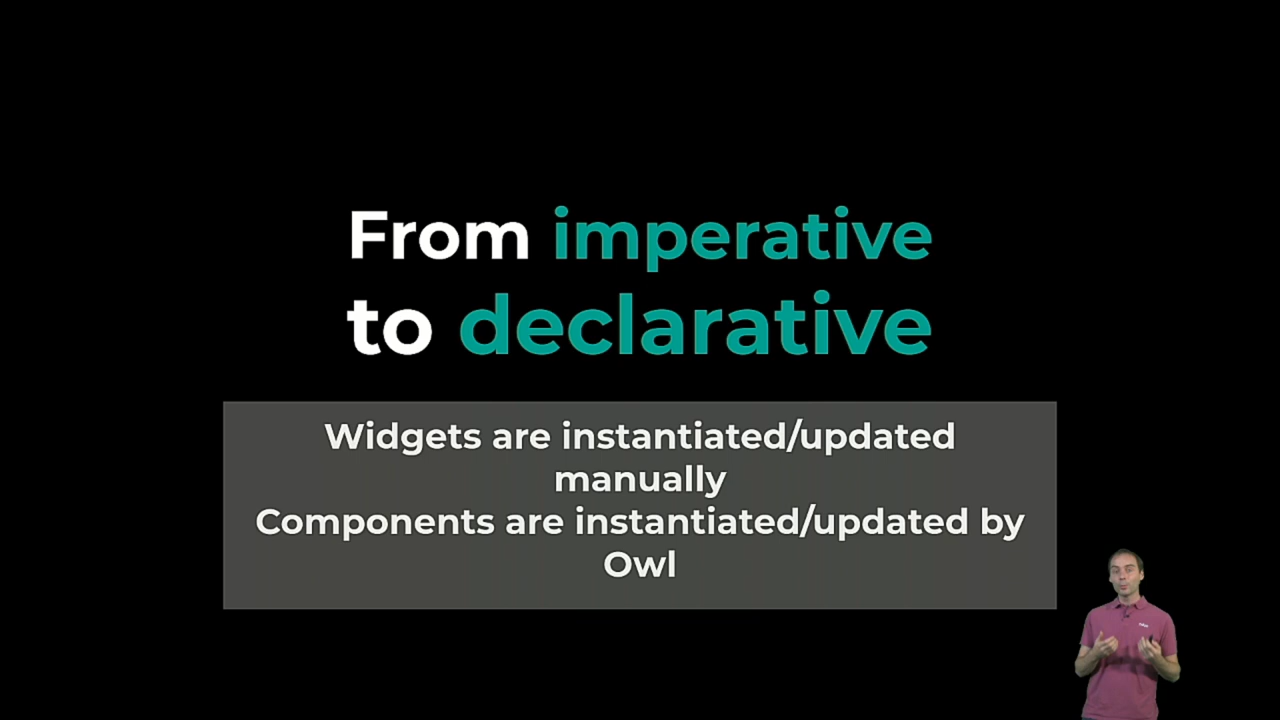 From imperative
to declarative
Widgets are instantiated/updated
manually
Components are instantiated/updated by
Owl